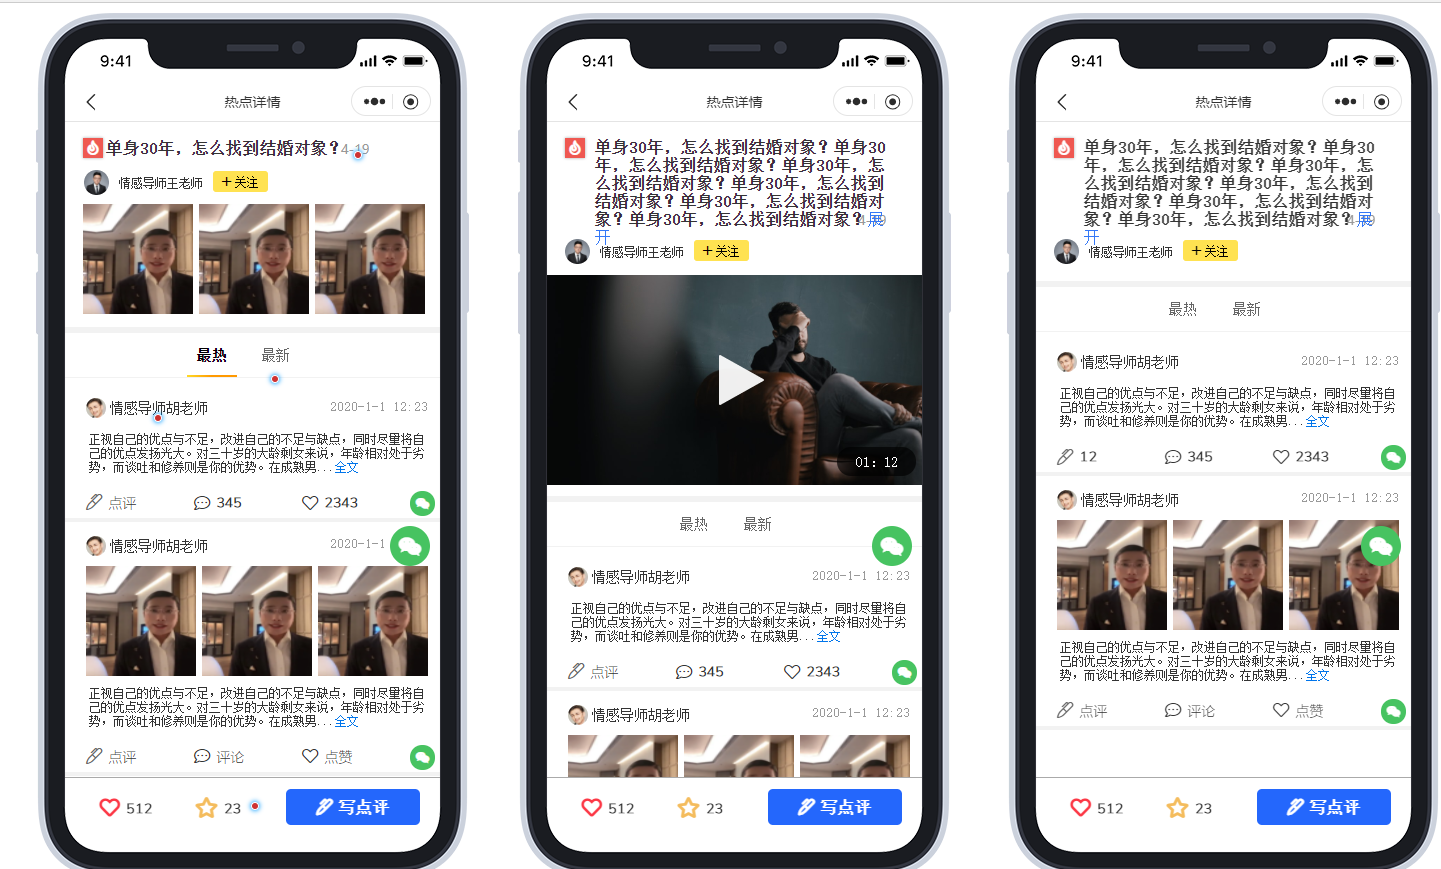 9:41
热点详情
单身30年，怎么找到结婚对象？4-19
情感导师王老师
+关注
最热
最新
情感导师胡老师
2020-1-1 12:23
正视自己的优点与不足，改进自己的不足与缺点，同时尽量将自
己的优点发扬光大。对三十岁的大龄剩女来说，年龄相对处于劣
势，而谈吐和修养则是你的优势。在成熟男...全文
点评
345
2343
情感导师胡老师
2020-1-1
正视自己的优点与不足，改进自己的不足与缺点，同时尽量将自
己的优点发扬光大。对三十岁的大龄剩女来说，年龄相对处于劣
势，而谈吐和修养则是你的优势。在成熟男...全文
点评
评论
点赞
512
23
写点评
9:41
热点详情
单身30年，怎么找到结婚对象？单身30
年，怎么找到结婚对象？单身30年，怎
么找到结婚对象？单身30年，怎么找到
结婚对象？单身30年，怎么找到结婚对
象？单身30年，怎么找到结婚对象？展
开
情感导师王老师
+关注
01: 12
最热
最新
情感导师胡老师
2020-1-1 12:23
正视自己的优点与不足，改进自己的不足与缺点，同时尽量将自
己的优点发扬光大。对三十岁的大龄剩女来说，年龄相对处于劣
势，而谈吐和修养则是你的优势。在成熟男...全文
点评
345
2343
情感导师胡老师
2020-1-1 12:23
512
23
写点评
9:41
热点详情
单身30年，怎么找到结婚对象？单身30
年，怎么找到结婚对象？单身30年，怎
么找到结婚对象？单身30年，怎么找到
结婚对象？单身30年，怎么找到结婚对
象？单身30年，怎么找到结婚对象？展
开
情感导师王老师
+关注
最热
最新
情感导师胡老师
2020-1-1 12:23
正视自己的优点与不足，改进自己的不足与缺点，同时尽量将自
己的优点发扬光大。对三十岁的大龄剩女来说，年龄相对处于劣
势，而谈吐和修养则是你的优势。在成熟男...全文
12
345
2343
情感导师胡老师
2020-1-1 12:23
正视自己的优点与不足，改进自己的不足与缺点，同时尽量将自
己的优点发扬光大。对三十岁的大龄剩女来说，年龄相对处于劣
势，而谈吐和修养则是你的优势。在成熟男...全文
点评
评论
点赞
512
23
写点评